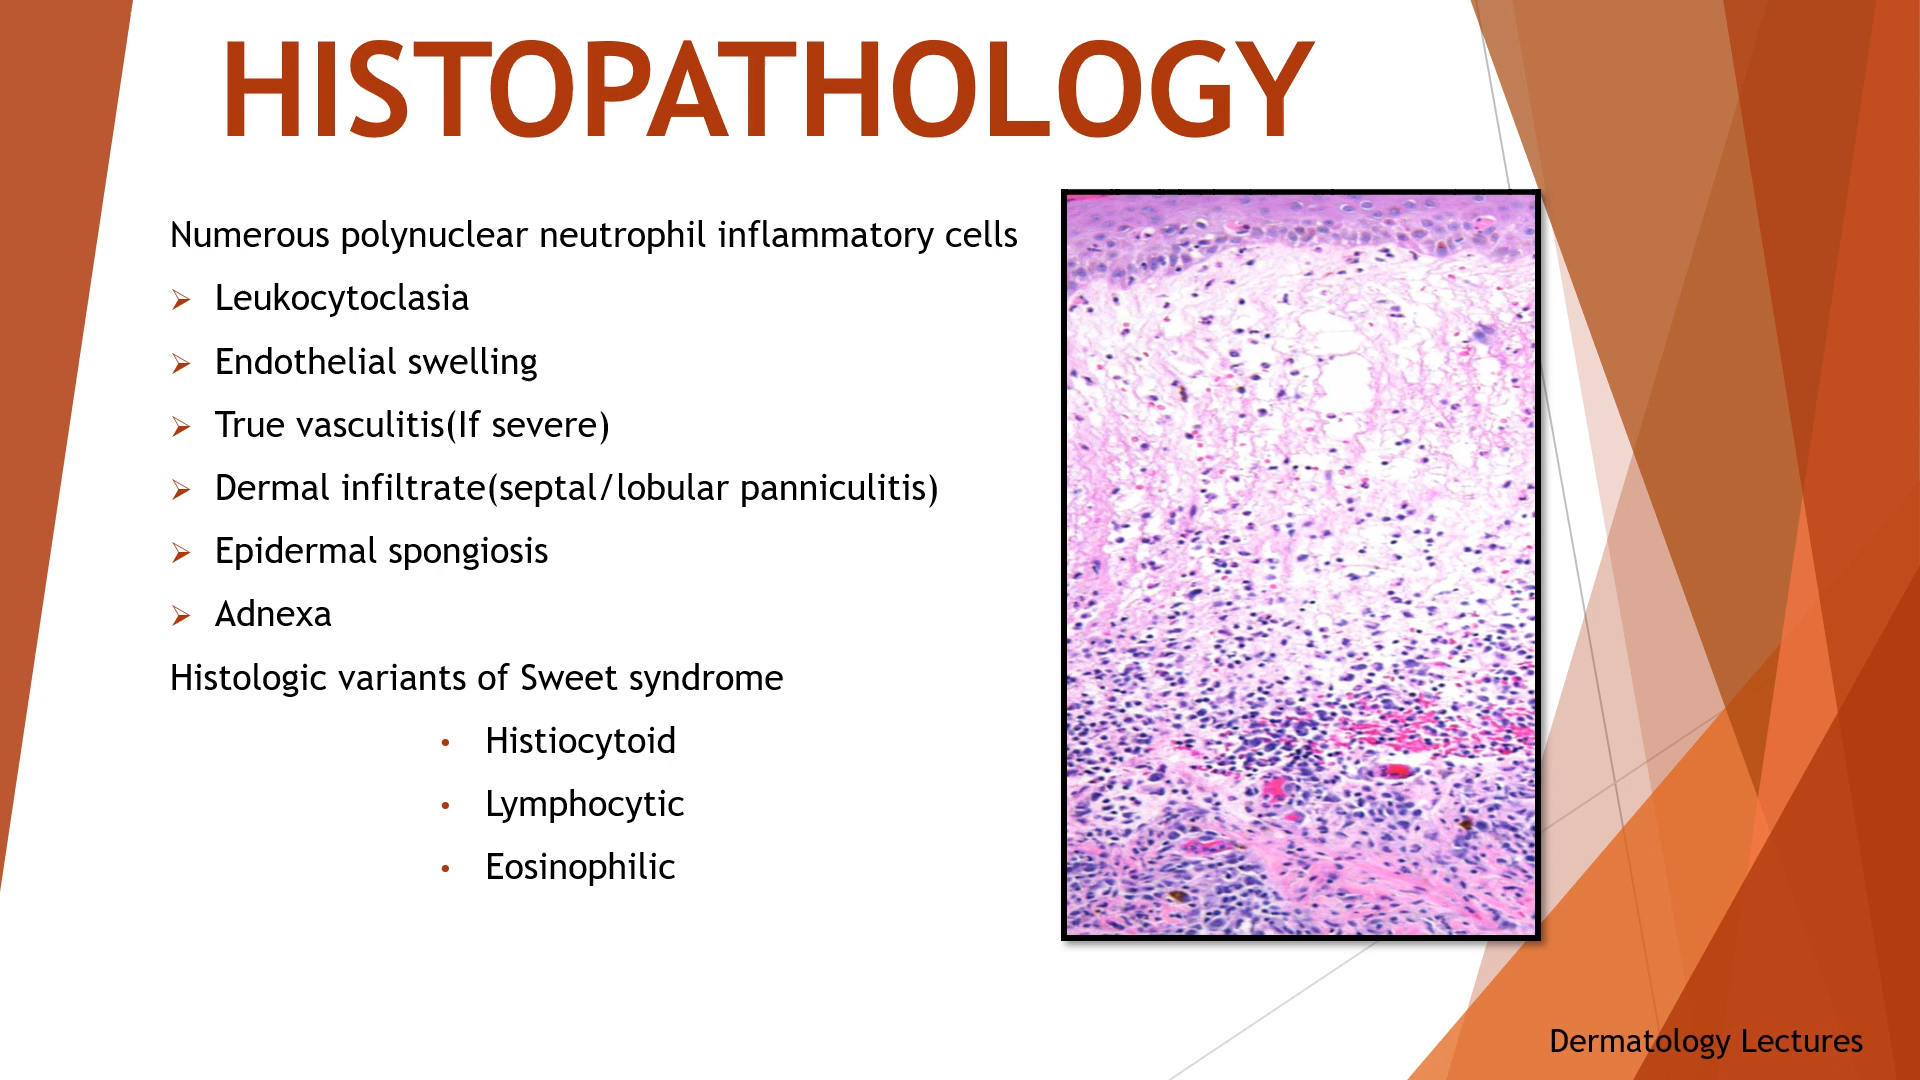 HISTOPATHOLOGY
Numerous polynuclear neutrophil inflammatory cells
Leukocytoclasia
Endothelial swelling
True vasculitis(If severe)
Dermal infiltrate(septal/lobular panniculitis)
Epidermal spongiosis
Adnexa
Histologic variants of Sweet syndrome
Histiocytoid
Lymphocytic
Eosinophilic
Dermatology Lectures